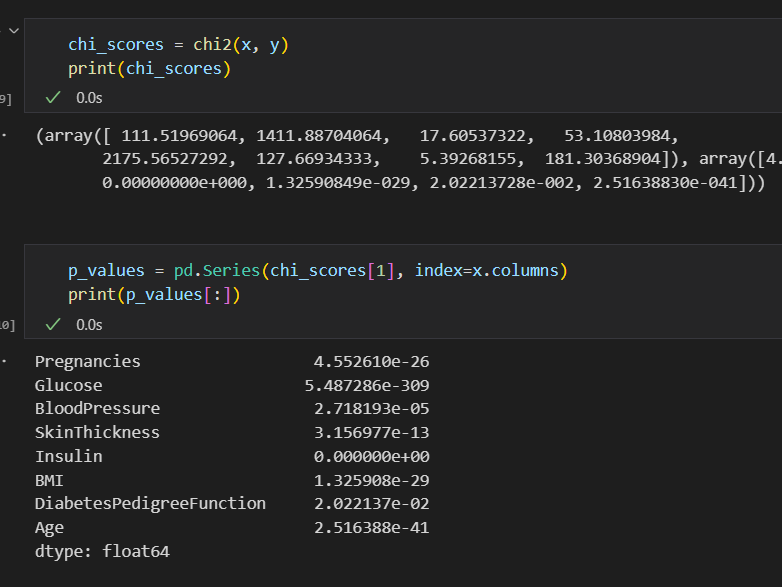 chi_scores = chi2(x, y)
print(chi_scores)
9]
0.0s
(array([ 111.51969064, 1411.88704064,   17.60537322,   53.10803984,
2175.56527292,  127.66934333,    5.39268155,  181.30368904]), array([4.
0.00000000e+000, 1.32590849e-029, 2.02213728e-002, 2.51638830e-041]))
p_values = pd.Series(chi_scores[1], index=x.columns)
print(p_values[:])
0]
0.0s
Pregnancies                 4.552610e-26
Glucose                    5.487286e-309
BloodPressure               2.718193e-05
SkinThickness               3.156977e-13
Insulin                     0.000000e+00
BMI                         1.325908e-29
DiabetesPedigreeFunction    2.022137e-02
Age                         2.516388e-41
dtype: float64